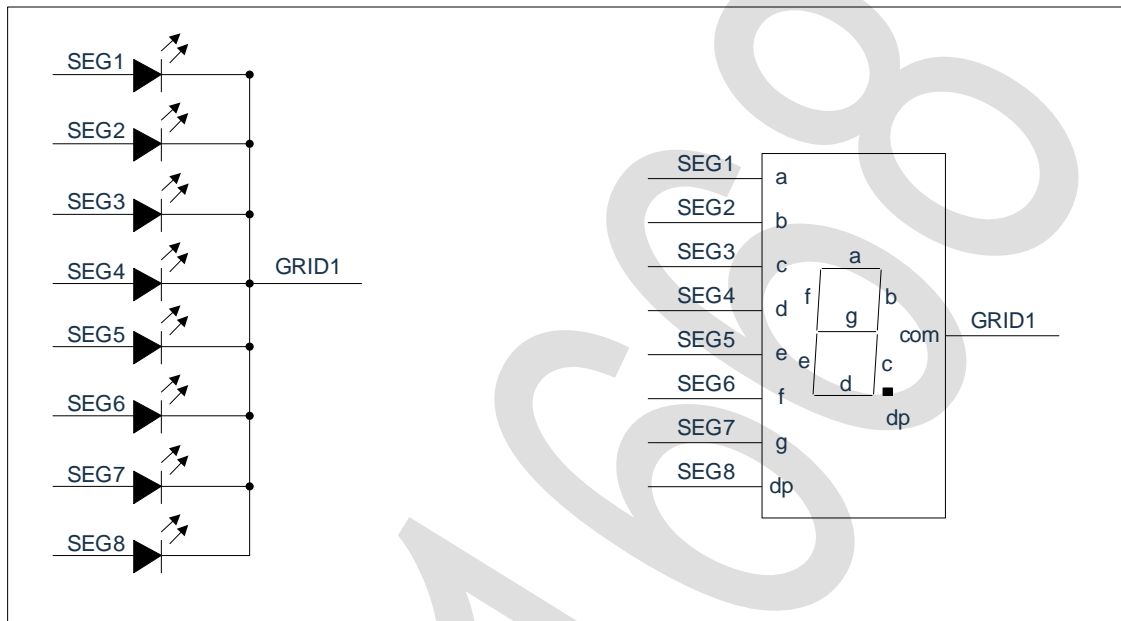 SEG1
SEG2
SEG3
SEG4
SEG5
SEG6
SEG7
SEG8
GRID1
SEG1
SEG2
SEG3
SEG4
SEG5
SEG6
SEG7
SEG8
a
b
c
d
e
f
g
dp
a
f
b
g
e
c
d
dp
com
GRID1
1668